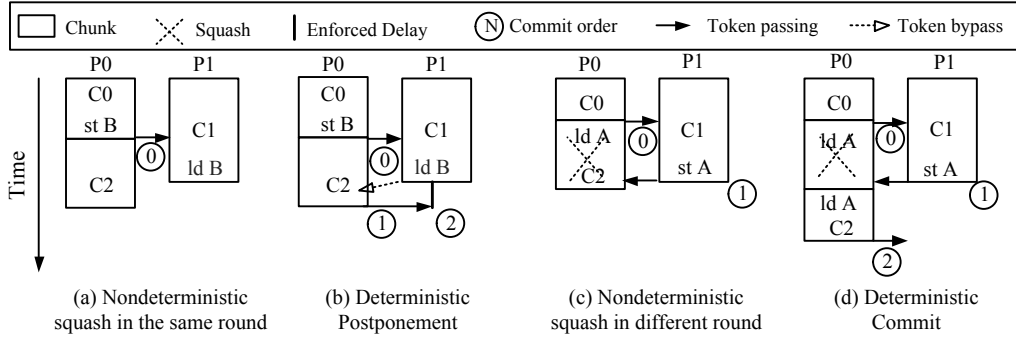 Chunk Squash Enforced Delay N Commit order Token passing Token bypass
P0 P1 P0 P1 P0 P1 P0 P1
Time
C0
st B
C1
0
C2
ld B
C0
st B
C1
0
C2
ld B
1
2
C0
ld A
0
C1
C2
st A
1
C0
0
C1
ld A
st A
1
ld A
C2
2
(a) Nondeterministic
squash in the same round
(b) Deterministic
Postponement
(c) Nondeterministic
squash in different round
(d) Deterministic
Commit